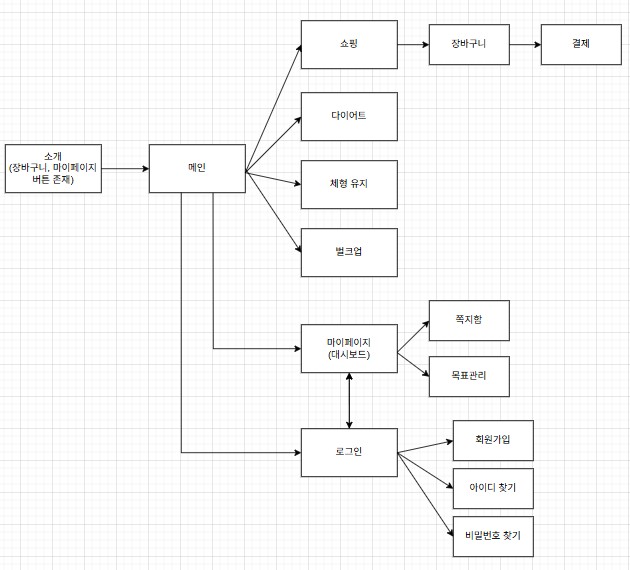 쇼핑
장바구니
결제
다이어트
소개
(장바구니, 마이페이지
버튼 존재)
메인
체형 유지
벌크업
마이페이지
(대시보드)
쪽지함
목표관리
로그인
회원가입
아이디 찾기
비밀번호 찾기